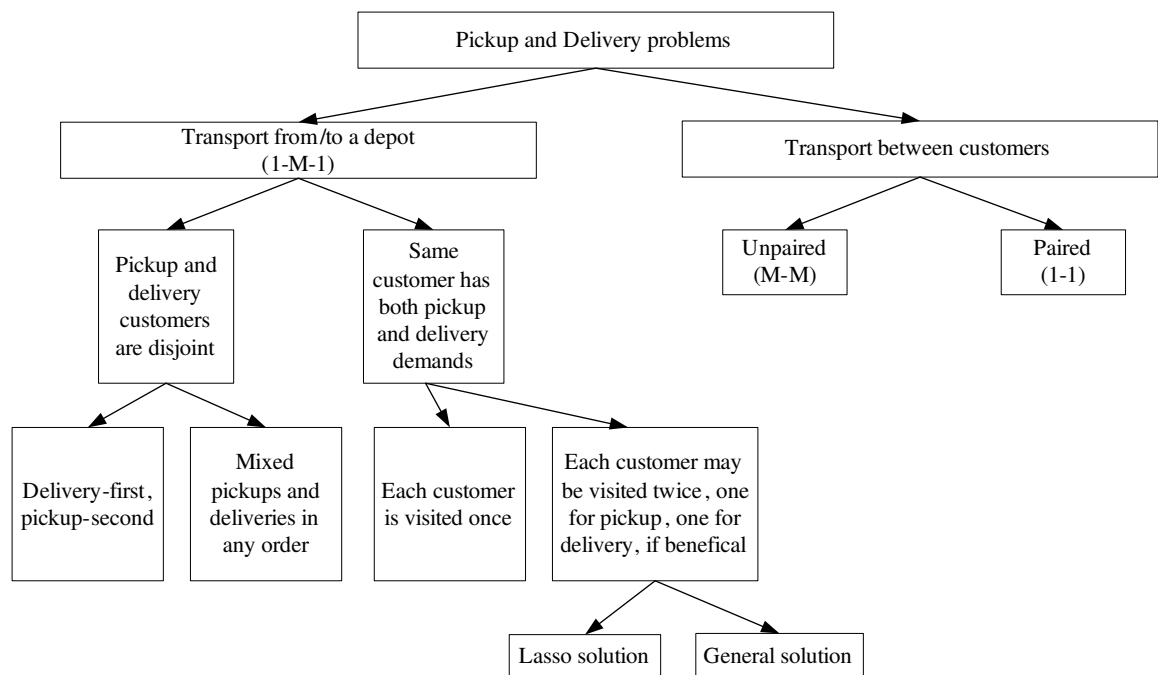 Pickup and Delivery problems
Transport from/to a depot
(1-M-1)
Transport between customers
Pickup and
delivery
customers
are disjoint
Same
customer has
both pickup
and delivery
demands
Unpaired
(M-M)
Paired
(1-1)
Delivery-first,
pickup-second
Mixed
pickups and
deliveries in
any order
Each customer
is visited once
Each customer may
be visited twice, one
for pickup, one for
delivery, if benefical
Lasso solution
General solution